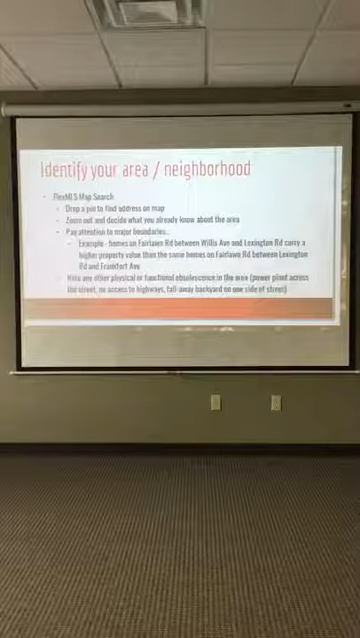 Identify your area / neighborhood
FlexMLS Map Search
Drop a pin to find address on map
Zoom out and decide what you already know about the area
Pay attention to major boundaries..
Example - homes on Fairlawn Rd between Willis Ave and Lexington Rd carry a
higher property value than the same homes on Fairlawn Rd between Lexington
Rd and Frankfort Ave
Note any other physical or functional obsolescence in the area (power plant across
the street, no access to highways, fall-away backyard on one side of street)